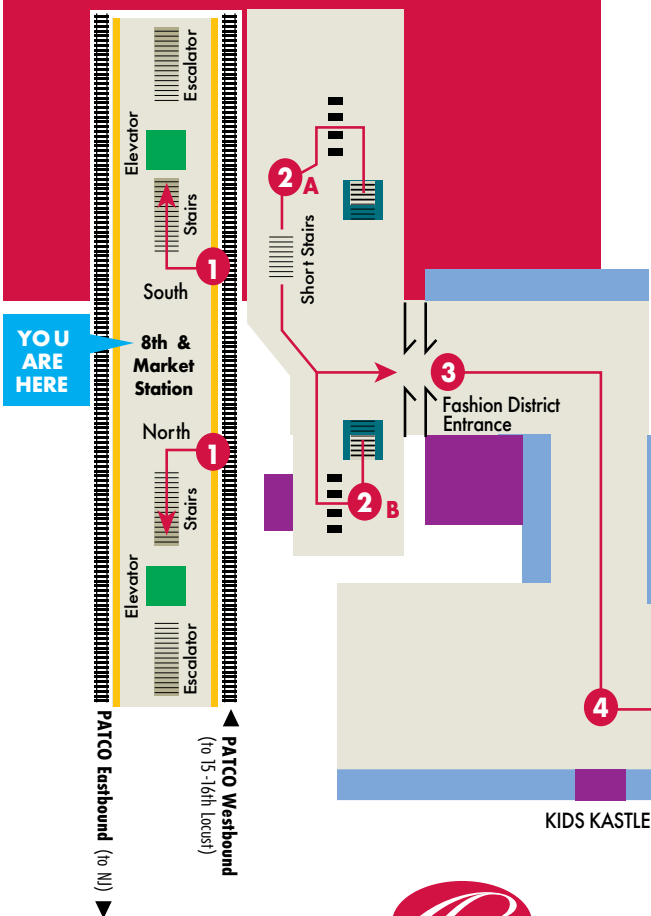 Escalator
Elevator
Stairs
1
South
YOU
ARE
HERE
8th &
Market
Station
North
1
Stairs
Elevator
Escalator
PATCO Eastbound (to NJ)
PATCO Westbound
(to 15-16th Locust)
2 A
Short Stairs
3
Fashion District
Entrance
2 B
4
KIDS KASTLE